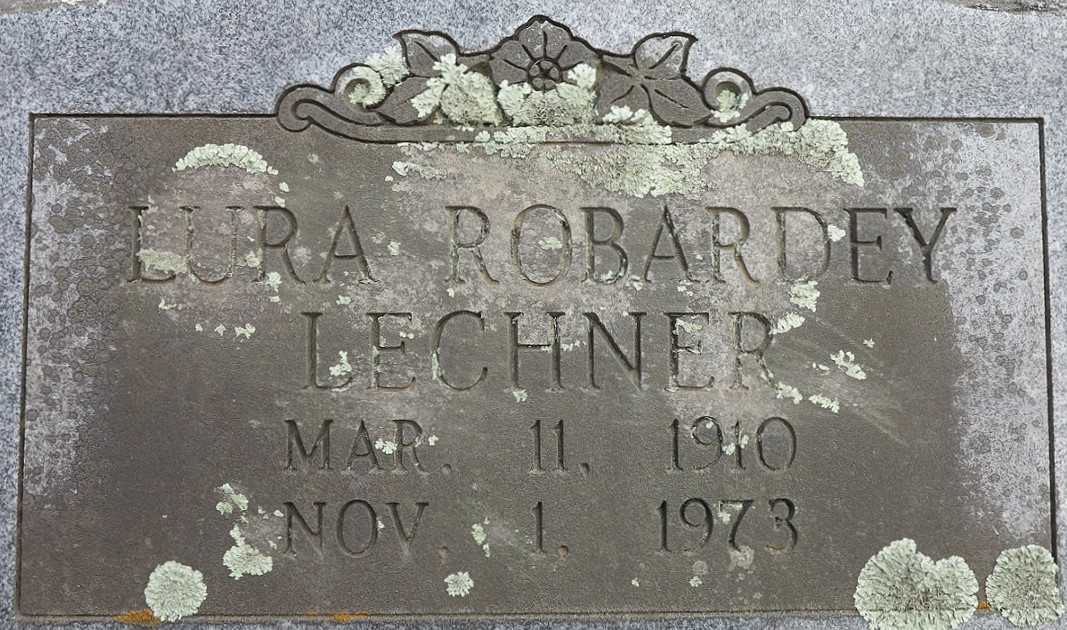 LURA ROBARDEY
LECHNER
MAR. 11. 1910
NOV. 1. 1973